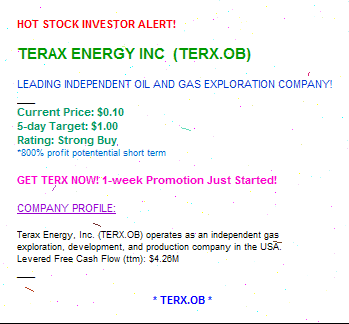 HOT STOCK INVESTOR ALERT!
TERAX ENERGY INC (TERX.OB)
LEADING INDEPENDENT OIL AND GAS EXPLORATION COMPANY!
Current Price: $0.10
5-day Target: $1.00
Rating: Strong Buy
*800% profit potentential short term
GET TERX NOW! 1-week Promotion Just Started!
COMPANY PROFILE:
Terax Energy, Inc. (TERX.OB) operates as an independent gas
exploration, development, and production company in the USA.
Levered Free Cash Flow (ttm): $4.26M
* TERX.OB *